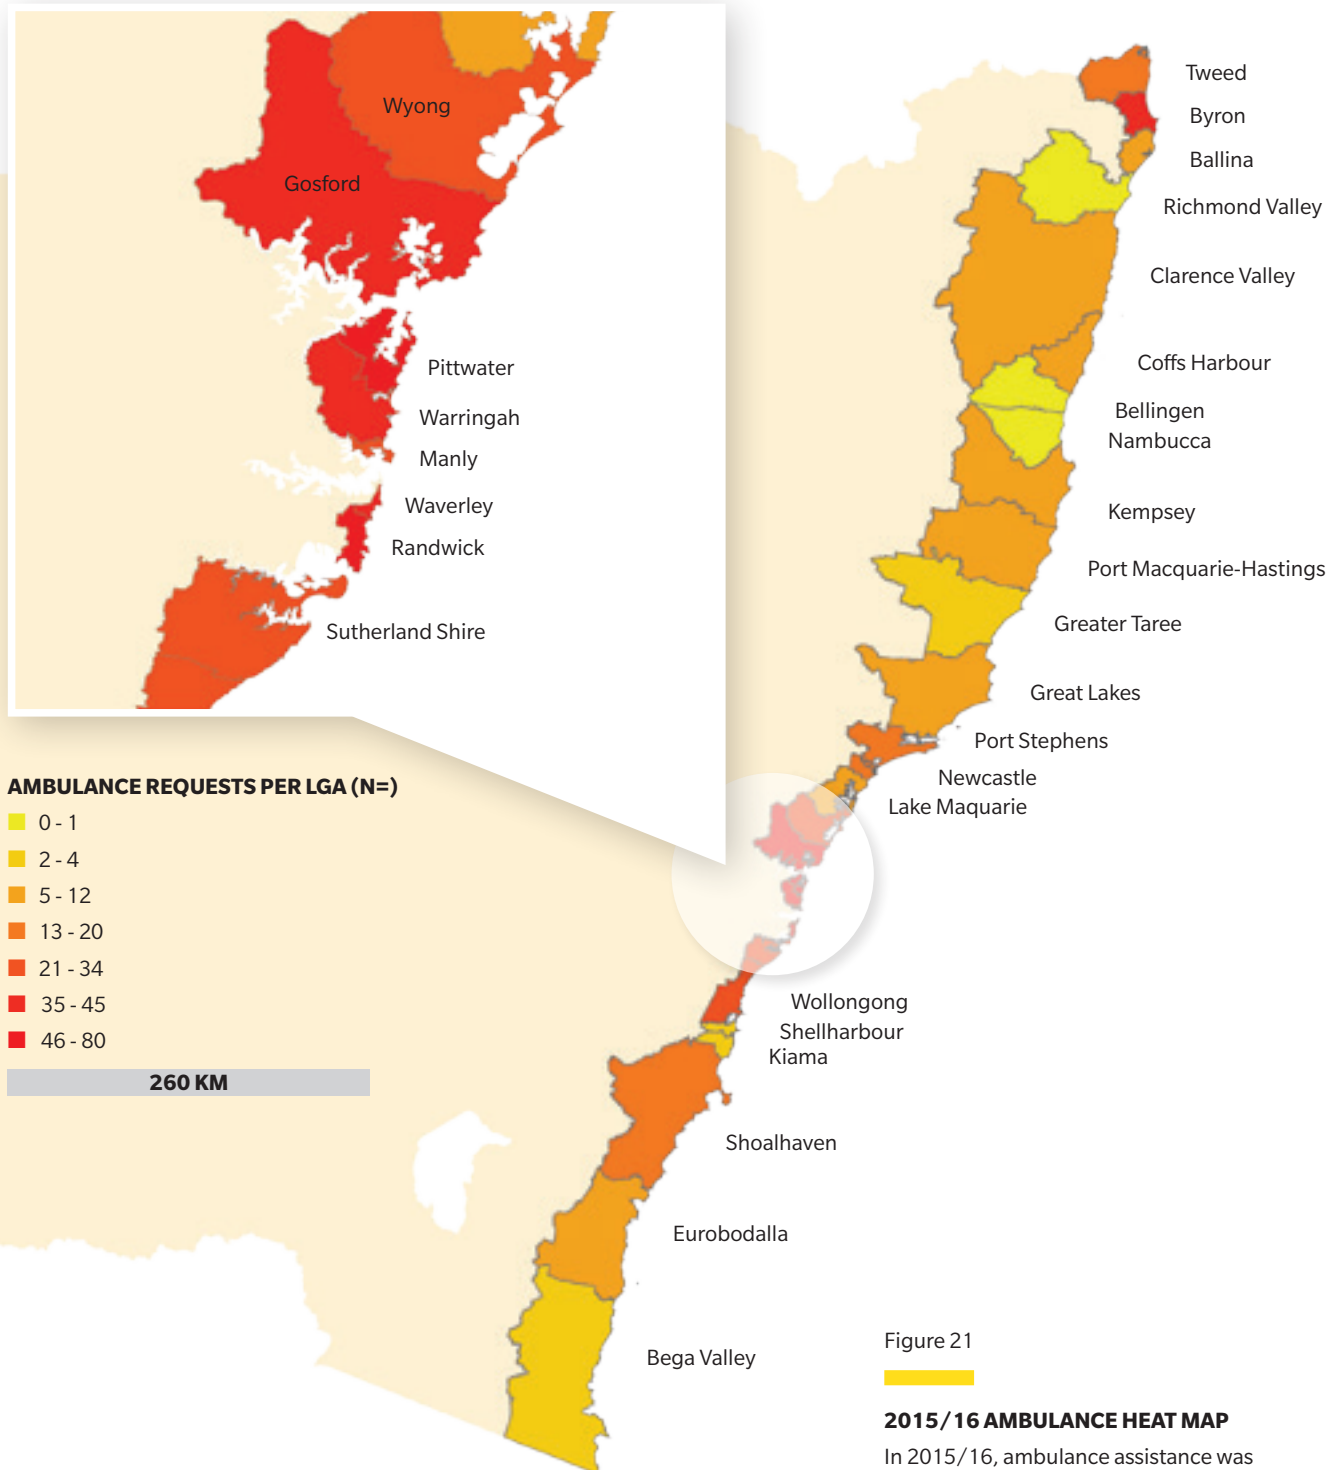 Wyong
Gosford
Pittwater
Warringah
Manly
Waverley
Randwick
Sutherland Shire
Tweed
Byron
Ballina
Richmond Valley
Clarence Valley
Coffs Harbour
Bellingen
Nambucca
Kempsey
Port Macquarie-Hastings
Greater Taree
Great Lakes
Port Stephens
Newcastle
Lake Maquarie
AMBULANCE REQUESTS PER LGA (N=)
0 - 1
2 - 4
5 - 12
13 - 20
21 - 34
35 - 45
46 - 80
260 KM
Wollongong
Shellharbour
Kiama
Shoalhaven
Eurobodalla
Bega Valley
Figure 21
2015/16 AMBULANCE HEAT MAP
In 2015/16, ambulance assistance was